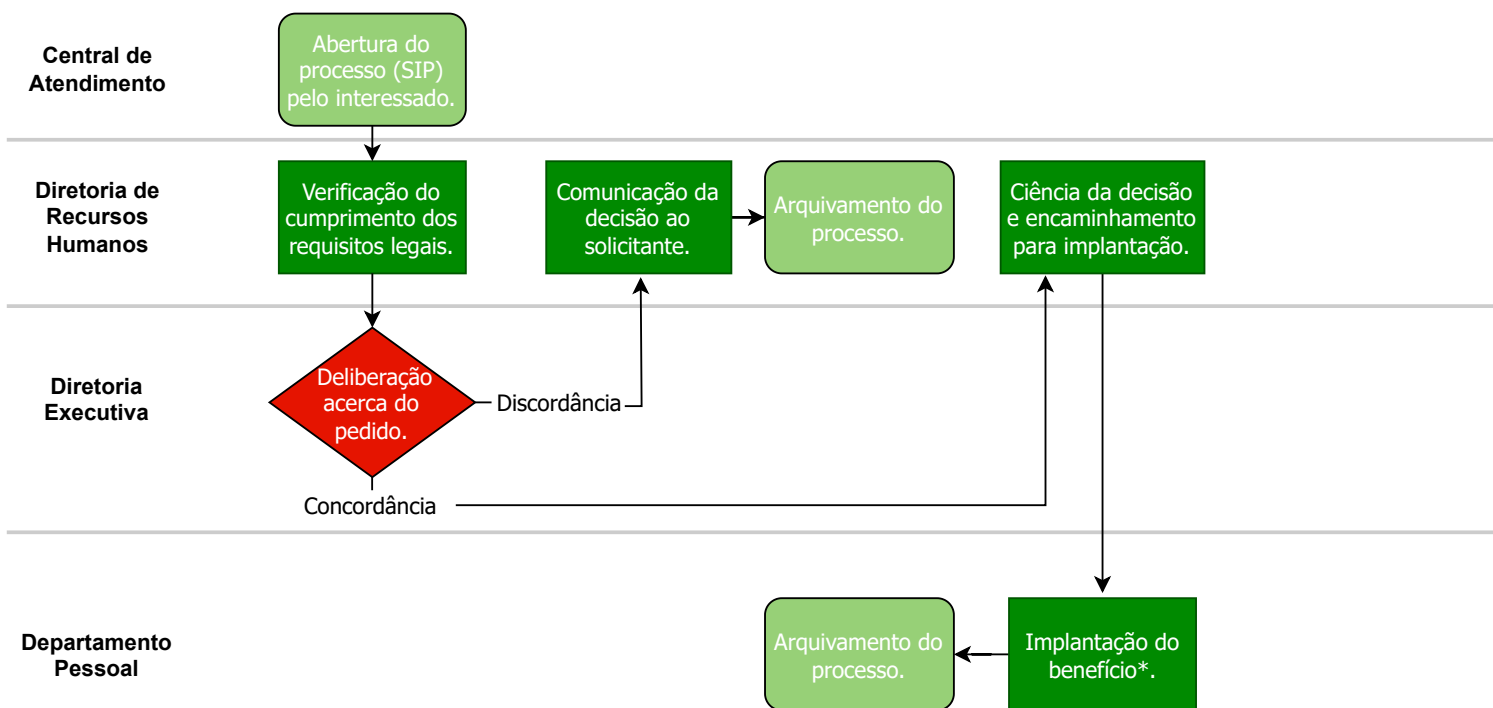 Central de
Atendimento
Abertura do
processo (SIP)
pelo interessado.
Diretoria de
Recursos
Humanos
Verificação do
cumprimento dos
requisitos legais.
Comunicação da
decisão ao
solicitante.
Arquivamento do
processo.
Ciência da decisão
e encaminhamento
para implantação.
Diretoria
Executiva
Deliberação
acerca do
pedido.
Discordância
Concordância
Departamento
Pessoal
Arquivamento do
processo.
Implantação do
benefício*.